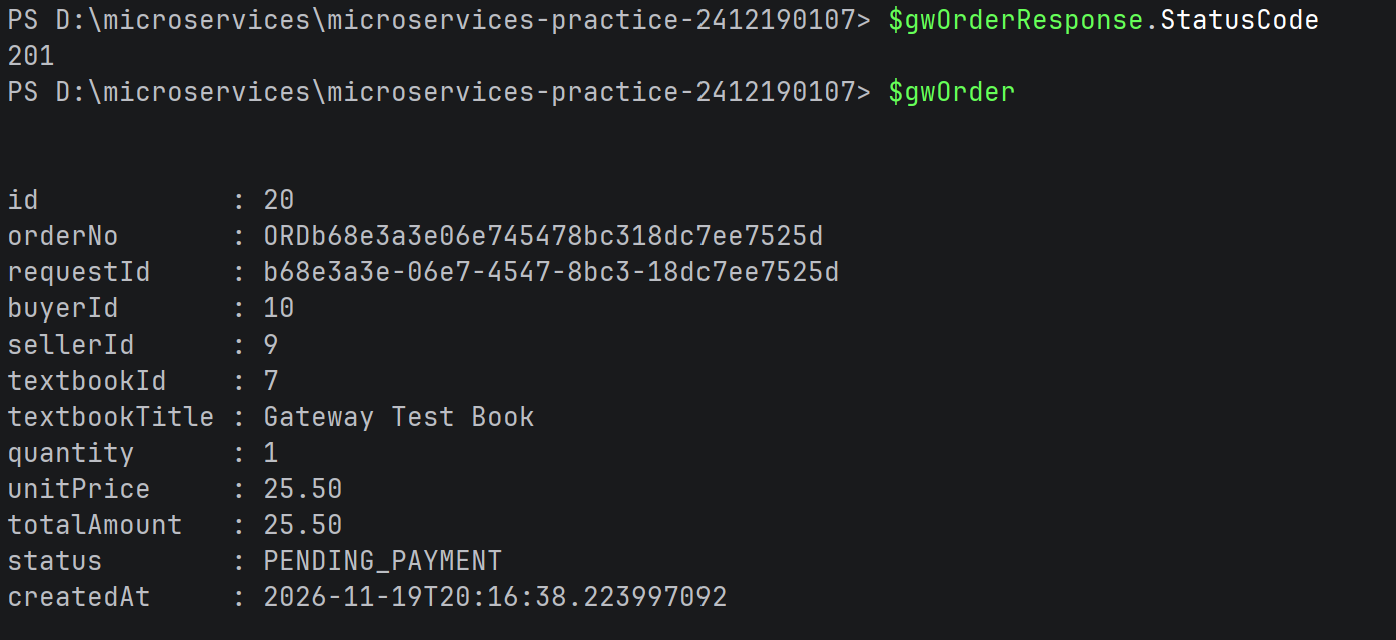 PS D:\microservices\microservices-practice-2412190107> $gwOrderResponse.StatusCode
201
PS D:\microservices\microservices-practice-2412190107> $gwOrder
id : 20
orderNo : ORDb68e3a3e06e745478bc318dc7ee7525d
requestId : b68e3a3e-06e7-4547-8bc3-18dc7ee7525d
buyerId : 10
sellerId : 9
textbookId : 7
textbookTitle : Gateway Test Book
quantity : 1
unitPrice : 25.50
totalAmount : 25.50
status : PENDING_PAYMENT
createdAt : 2026-11-19T20:16:38.223997092